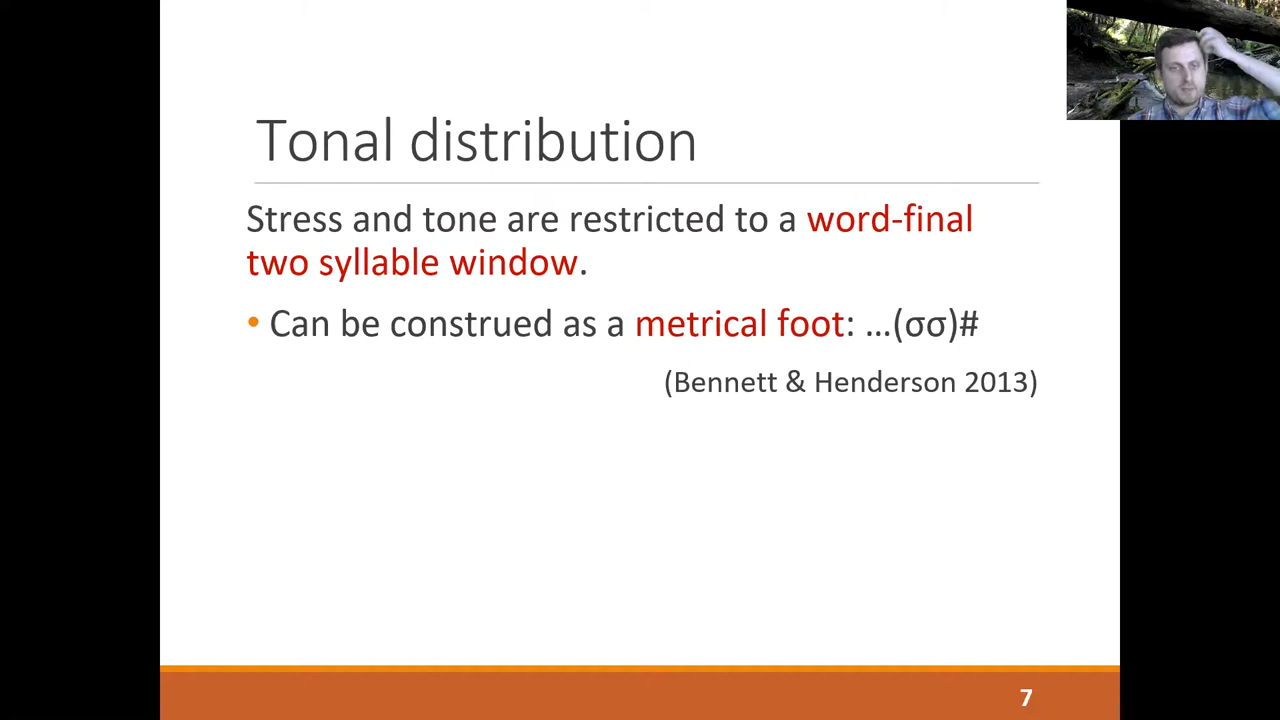 Tonal distribution
Stress and tone are restricted to a word-final
two syllable window.
• Can be construed as a metrical foot: …(σσ)#
(Bennett & Henderson 2013)
7